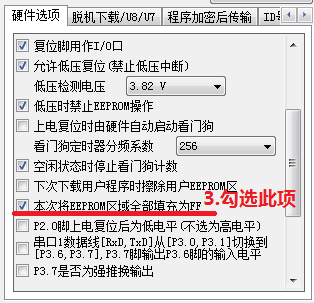 硬件选项 脱机下载/U8/U7 程序加密后传输 ID号
复位脚用作I/O口
允许低压复位(禁止低压中断)
低压检测电压 3.82 V
低压时禁止EEPROM操作
上电复位时由硬件自动启动看门狗
看门狗定时器分频系数 256
空闲状态时停止看门狗计数
下次下载用户程序时擦除用户EEPROM区
本次将EEPROM区域全部填充为FF 3.勾选此项
P2.0脚上电复位后为低电平(不选为高电平)
串口1数据线[RxD,TxD]从[P3.0,P3.1]切换到
[P3.6,P3.7],P3.7脚输出P3.6脚的输入电平
P3.7是否为强推挽输出